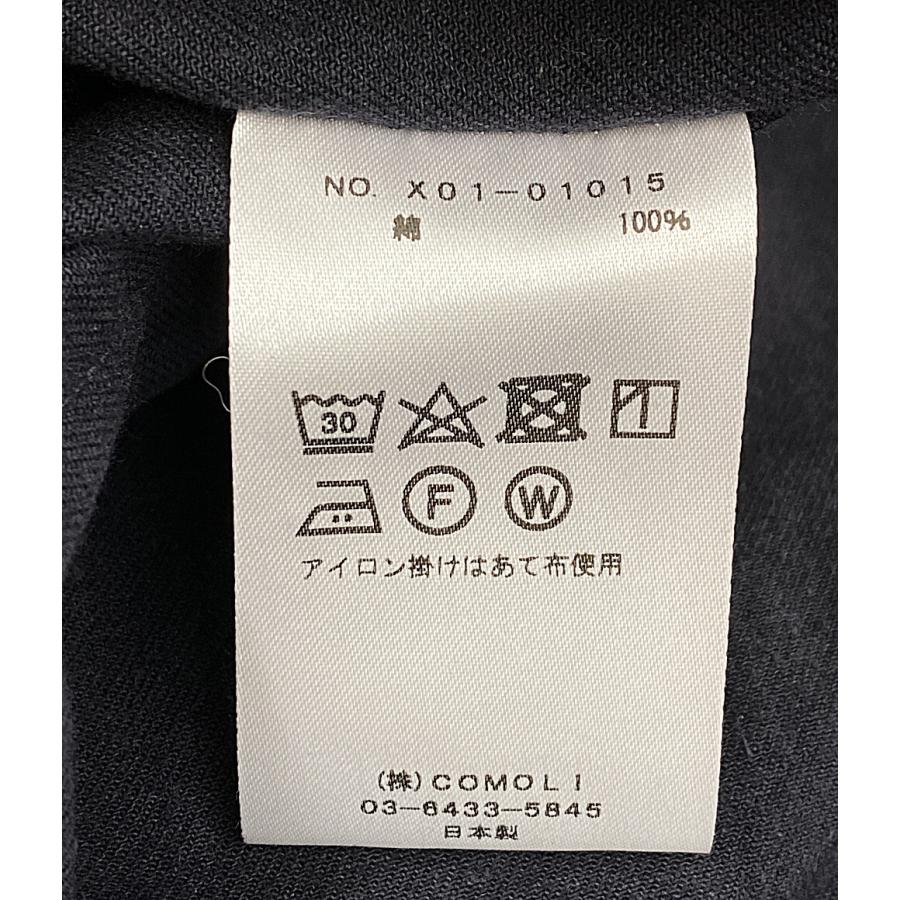 NO. X01-01015
綿 100%
30
F W
アイロン掛けはあて布使用
(株)COMOLI
03-6433-5845
日本製